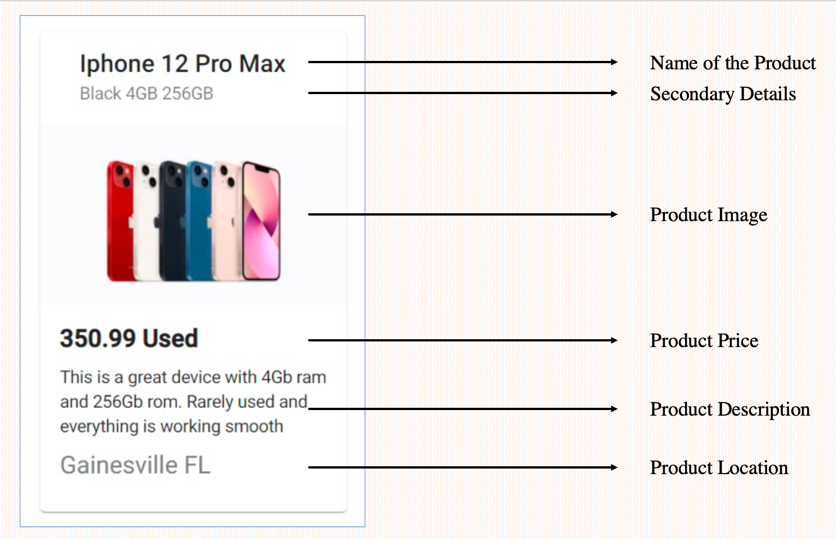 Iphone 12 Pro Max
Name of the Product
Black 4GB 256GB
Secondary Details
Product Image
350.99 Used
Product Price
This is a great device with 4Gb ram
and 256Gb rom. Rarely used and
everything is working smooth
Product Description
Gainesville FL
Product Location